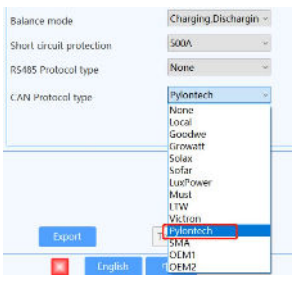 Balance mode
Charging,Dischargin
Short circuit protection
500A
RS485 Protocol type
None
CAN Protocol type
Pylontech
None
Local
Goodwe
Growatt
Solax
Sofar
LuxPower
Must
LTW
Victron
Pylontech
SMA
OEM1
OEM2
Export
English